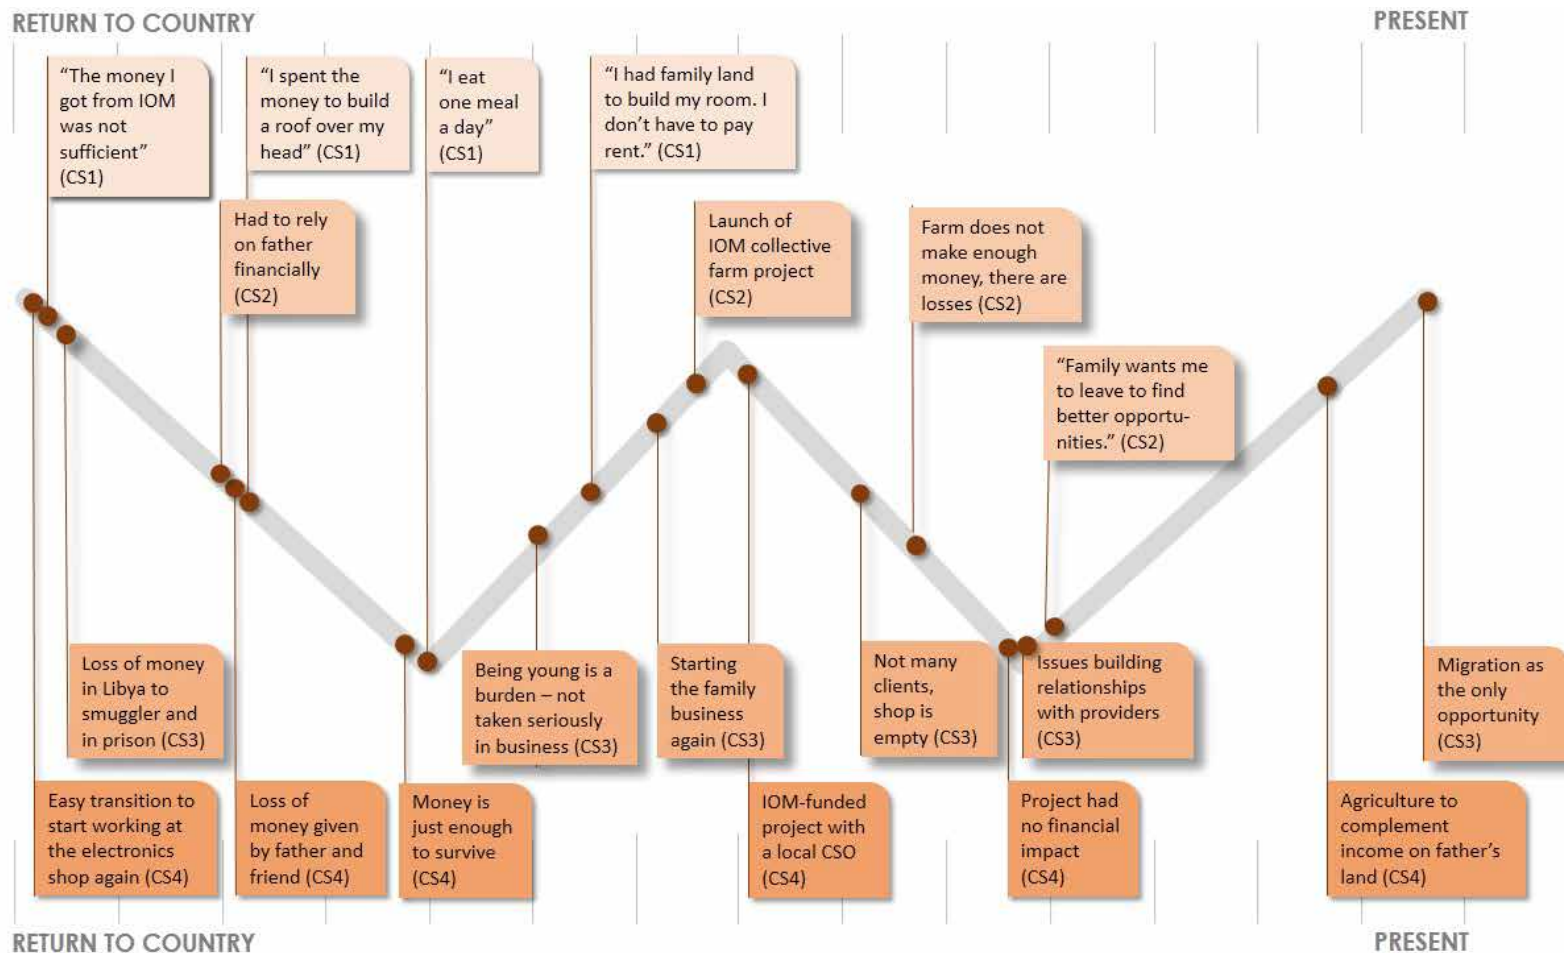 RETURN TO COUNTRY
PRESENT
“The money I
got from IOM
was not
sufficient”
(CS1)
“I spent the
money to build
a roof over my
head” (CS1)
“I eat
one meal
a day”
(CS1)
“I had family land
to build my room. I
don’t have to pay
rent.” (CS1)
Had to rely
on father
financially
(CS2)
Launch of
IOM collective
farm project
(CS2)
Farm does not
make enough
money, there are
losses (CS2)
“Family wants me
to leave to find
better opportu-
nities.” (CS2)
Loss of money
in Libya to
smuggler and
in prison (CS3)
Being young is a
burden – not
taken seriously
in business (CS3)
Starting
the family
business
again (CS3)
Not many
clients,
shop is
empty (CS3)
Issues building
relationships
with providers
(CS3)
Migration as
the only
opportunity
(CS3)
Easy transition to
start working at
the electronics
shop again (CS4)
Loss of
money given
by father and
friend (CS4)
Money is
just enough
to survive
(CS4)
IOM-funded
project with
a local CSO
(CS4)
Project had
no financial
impact
(CS4)
Agriculture to
complement
income on father’s
land (CS4)
RETURN TO COUNTRY
PRESENT